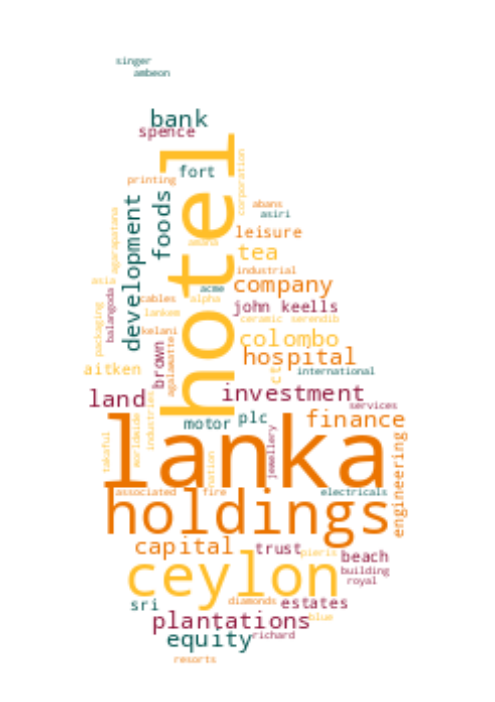 singer
ambeon
bank
spence
hotel
fort
printing
corporation
foods
development
agarapatana
abans
asiri
leisure
amana
tea
industrial
asia
company
acme
cables
alpha
balangoda
packaging
john keells
lankem
ceramic serendib
kelani
colombo
brown
agalawatte
hospital
aitken
ct
international
land
investment
services
industries
worldwide
takaful
motor
plc
finance
jewellery
engineering
lanka
nation
associated
fire
electricals
holdings
capital
trust
pieris
beach
ceylon
building
royal
sri
diamonds
estates
plantations
blue
equity
richard
resorts